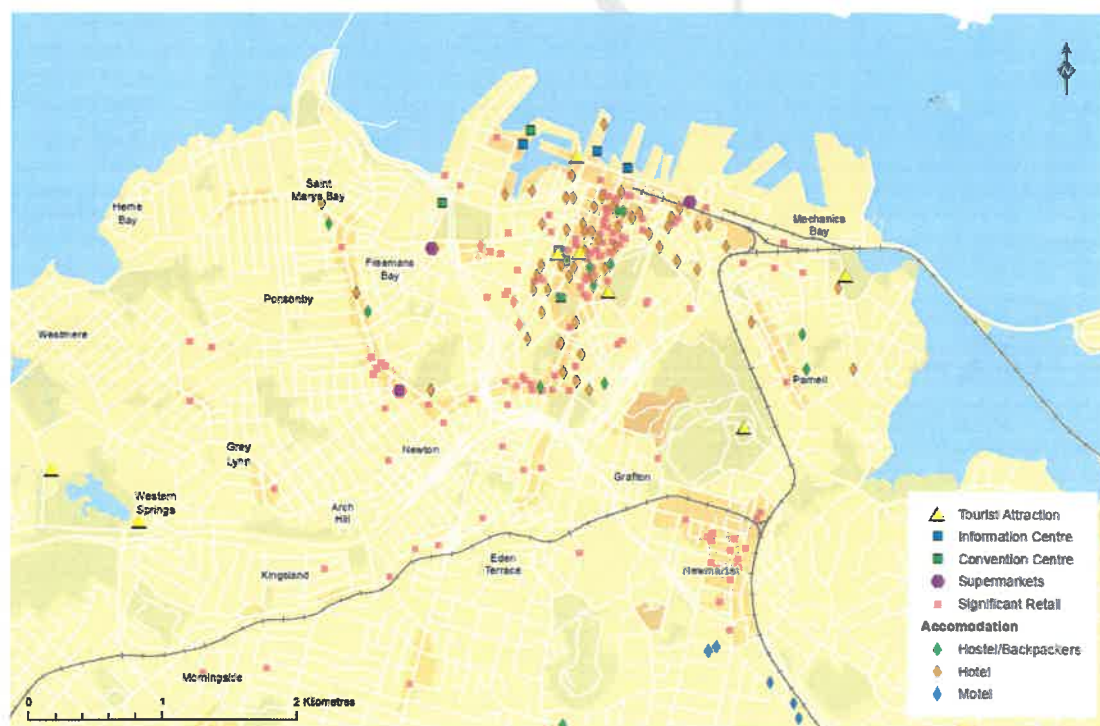 N
Saint
Marys Bay
Herne
Bay
Mechanics
Bay
Freemans
Bay
Ponsonby
Westmere
Parnell
Grey
Lynn
Newton
Grafton
Western
Springs
Arch
Hill
Eden
Terrace
Kingsland
Newmarket
Morningside
0 1 2 Kilometres
Tourist Attraction
Information Centre
Convention Centre
Supermarkets
Significant Retail
Accomodation
Hostel/Backpackers
Hotel
Motel